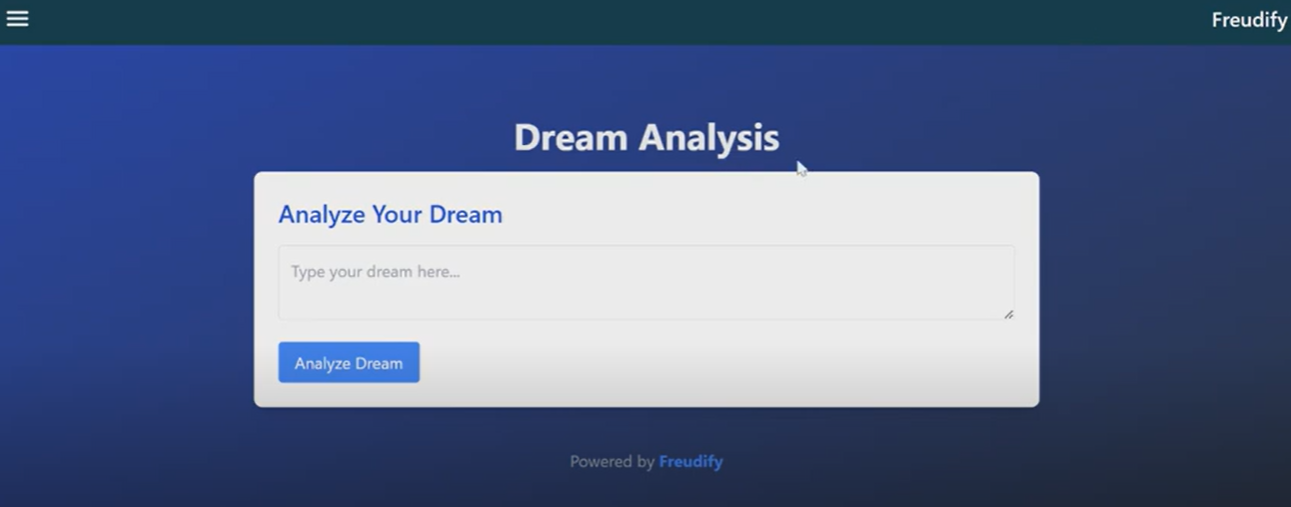 Freudify
Dream Analysis
Analyze Your Dream
Type your dream here...
Analyze Dream
Powered by Freudify